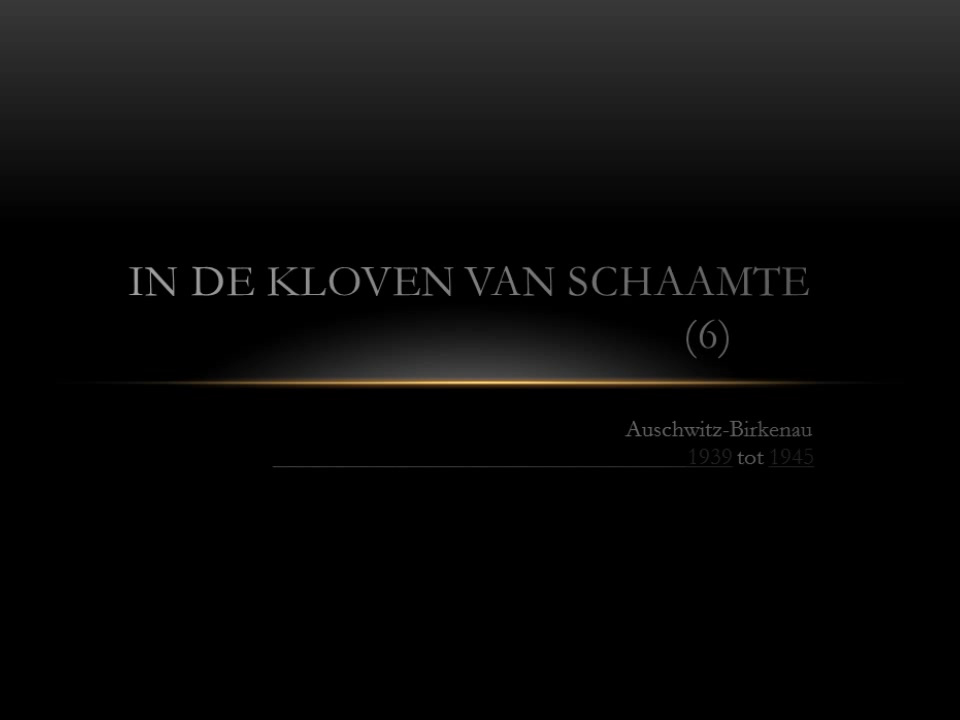 IN DE KLOVEN VAN SCHAAMTE
(6)
Auschwitz-Birkenau
1939 tot 1945